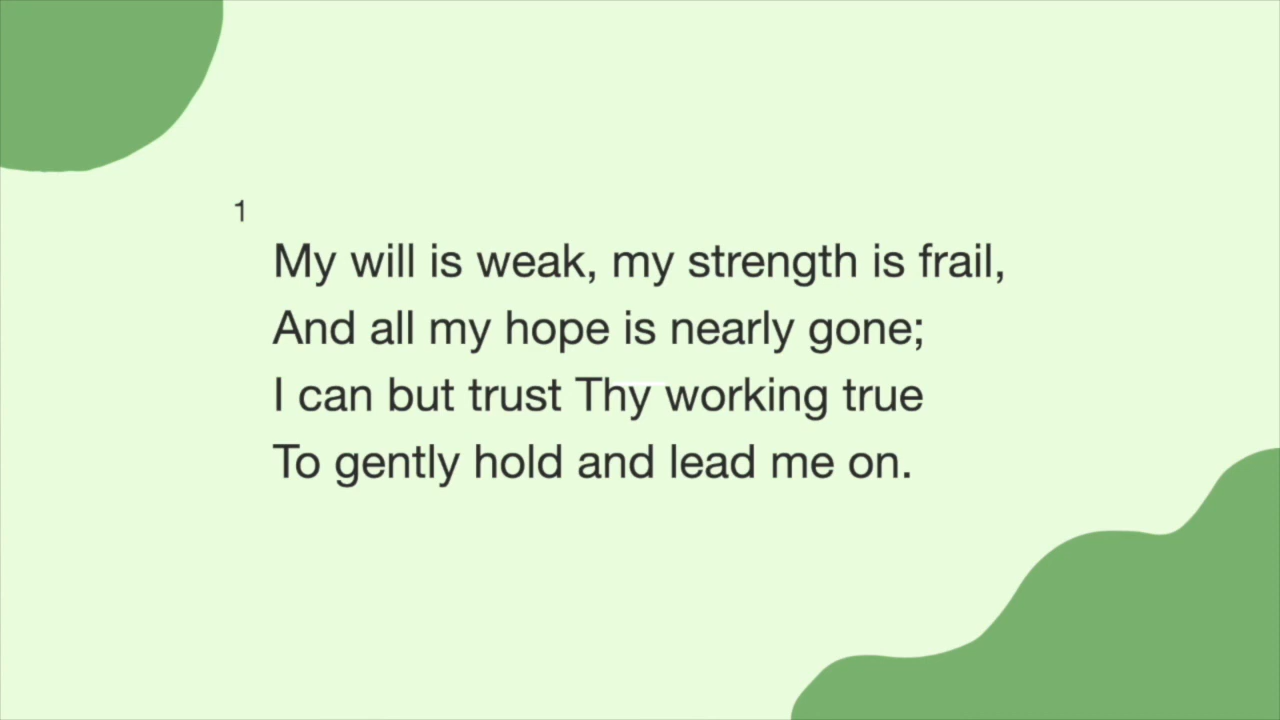 1
My will is weak, my strength is frail,
And all my hope is nearly gone;
I can but trust Thy working true
To gently hold and lead me on.